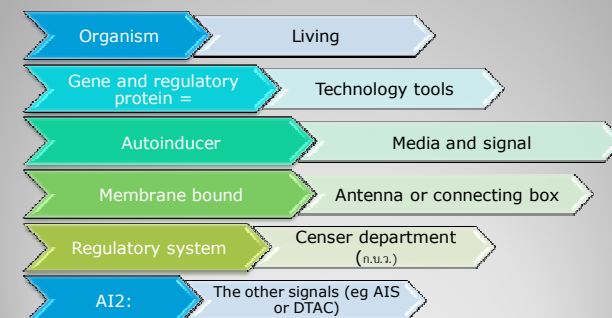 Organism
Living
Gene and regulatory
protein =
Technology tools
Autoinducer
Media and signal
Membrane bound
Antenna or connecting box
Regulatory system
Censer department
(ก.บ.ว.)
AI2:
The other signals (eg AIS
or DTAC)